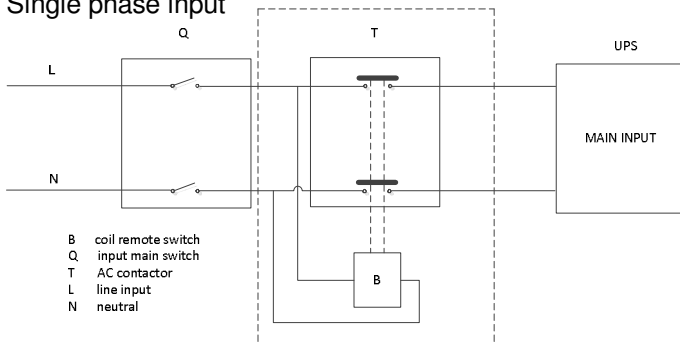 Single phase input
Q
T
UPS
L
MAIN INPUT
N
B coil remote switch
Q input main switch
T AC contactor
L line input
N neutral
B